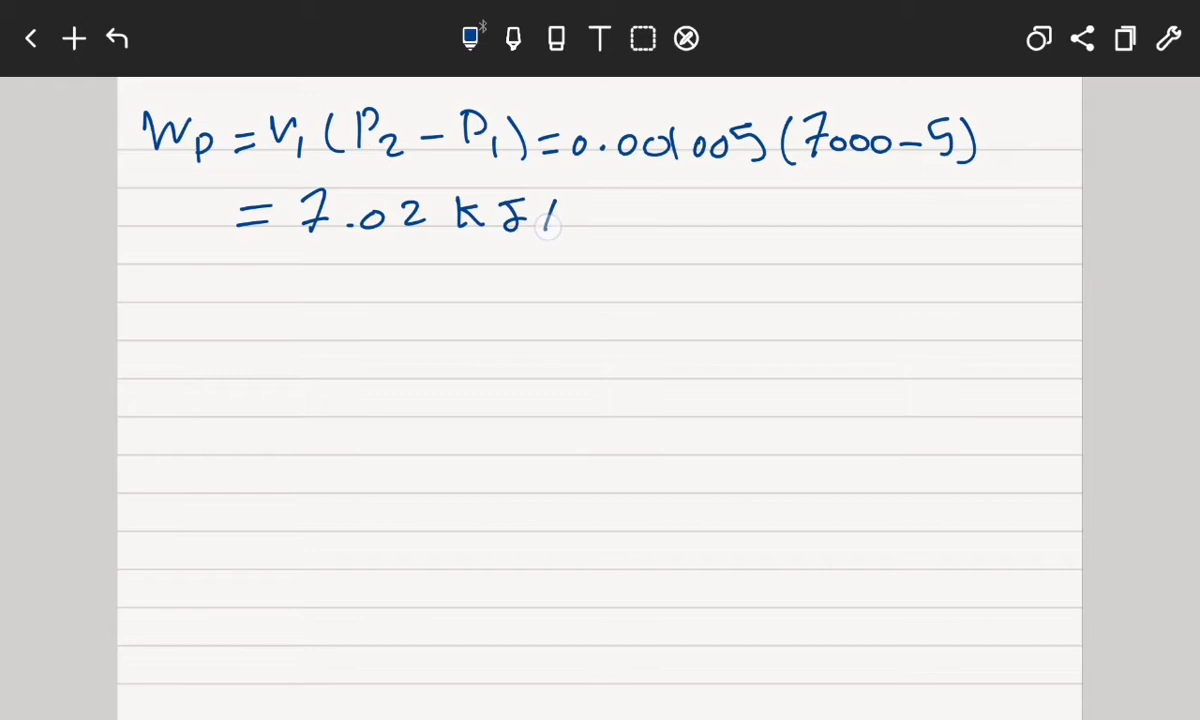 Wp = V₁ (P₂ - P₁) = 0.001005 (7000 - 5)
= 7.02 kJ/